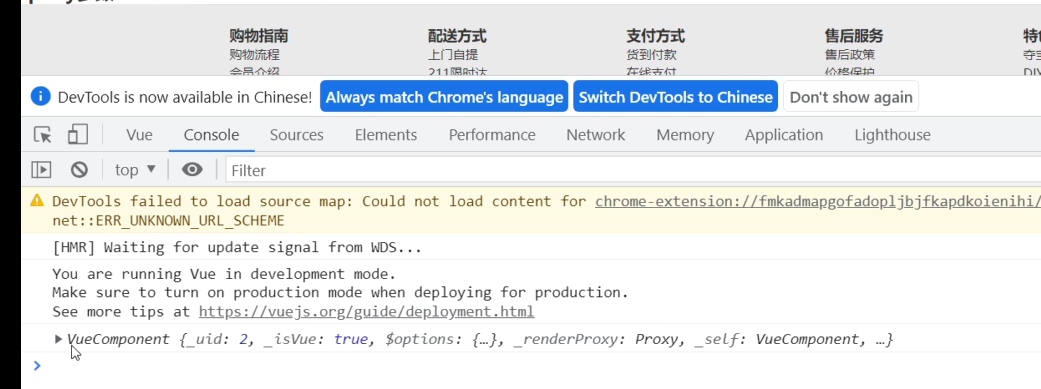 购物指南 配送方式 支付方式 售后服务
购物流程 上门自提 货到付款 售后政策
会员介绍 211限时达 在线支付 价格保护 DIY
DevTools is now available in Chinese! Always match Chrome's language Switch DevTools to Chinese Don't show again
Vue Console Sources Elements Performance Network Memory Application Lighthouse
top ▼ Filter
DevTools failed to load source map: Could not load content for chrome-extension://fmkadmapgofadopljbjfkapdkoienihi/
net::ERR_UNKNOWN_URL_SCHEME
[HMR] Waiting for update signal from WDS...
You are running Vue in development mode.
Make sure to turn on production mode when deploying for production.
See more tips at https://vuejs.org/guide/deployment.html
VueComponent {_uid: 2, _isVue: true, $options: {…}, _renderProxy: Proxy, _self: VueComponent, …}